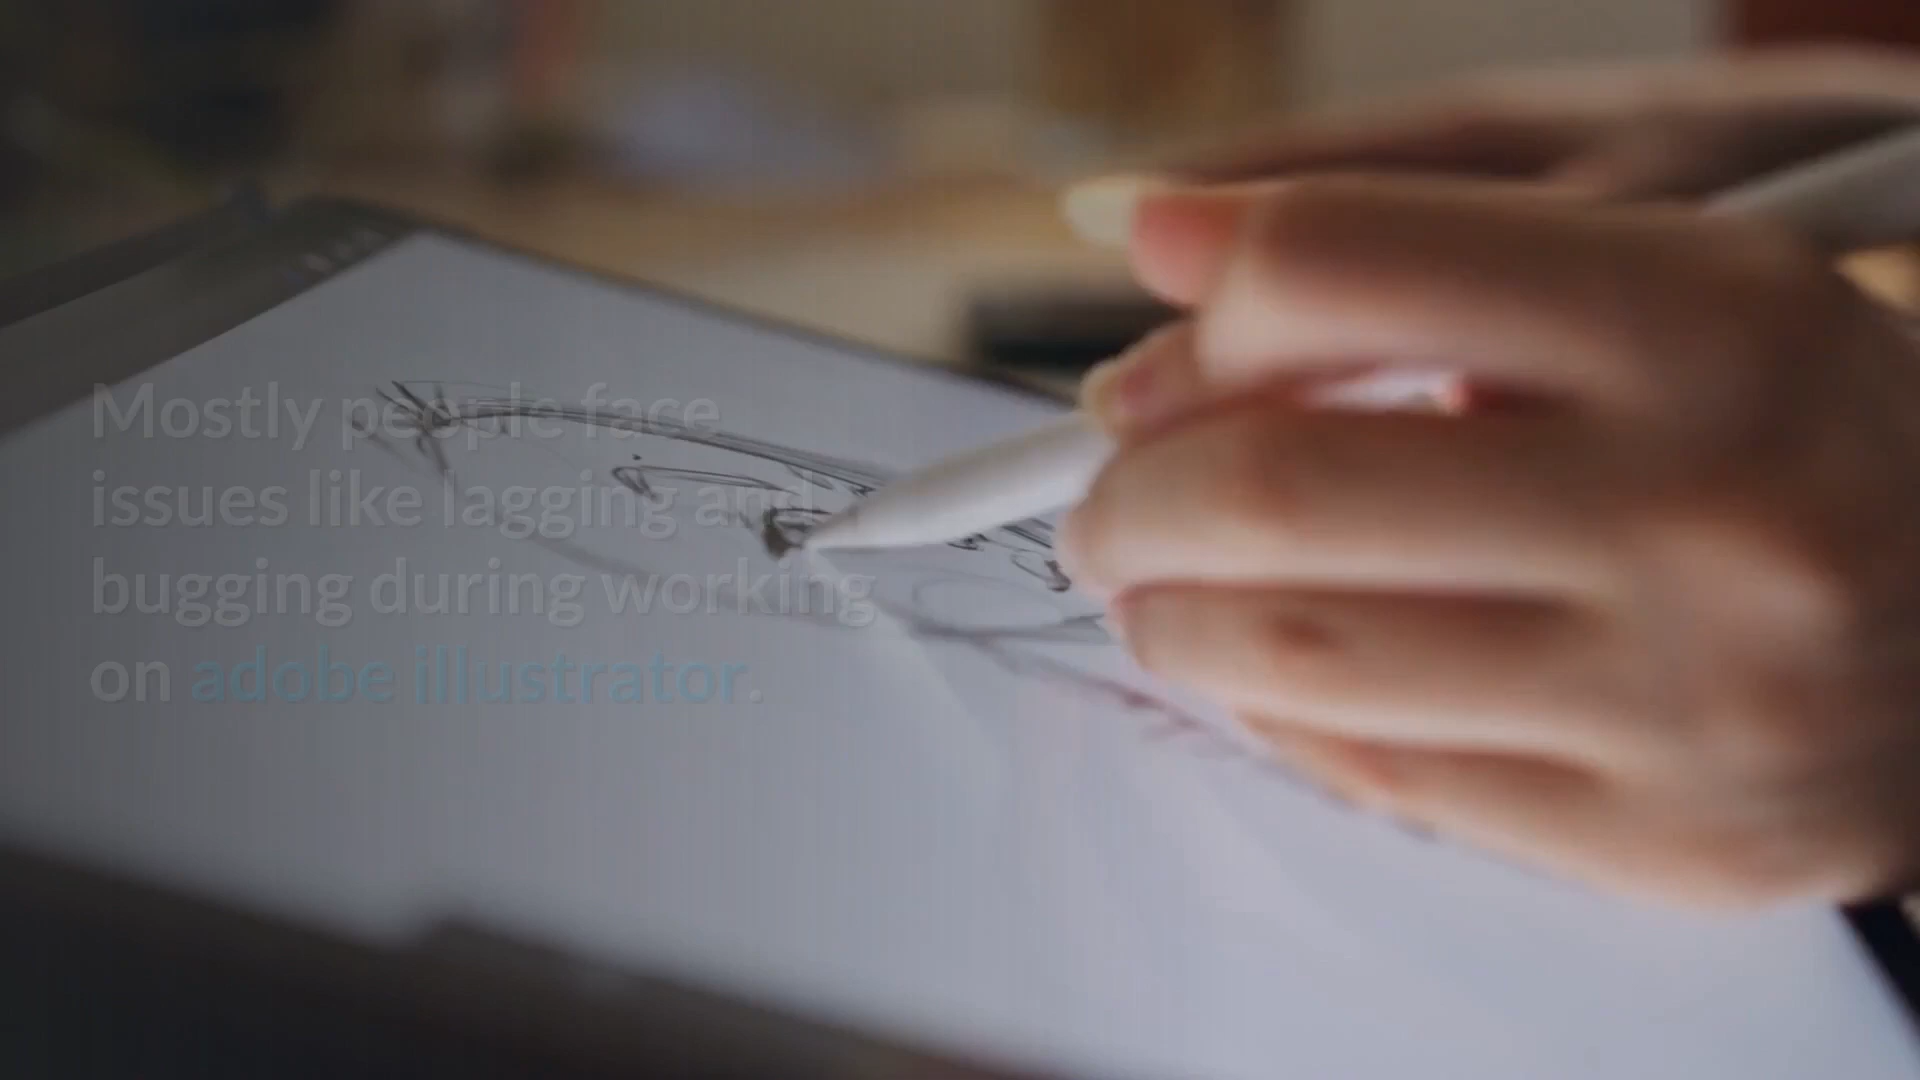 Mostly people face
issues like lagging and
bugging during working
on adobe illustrator.